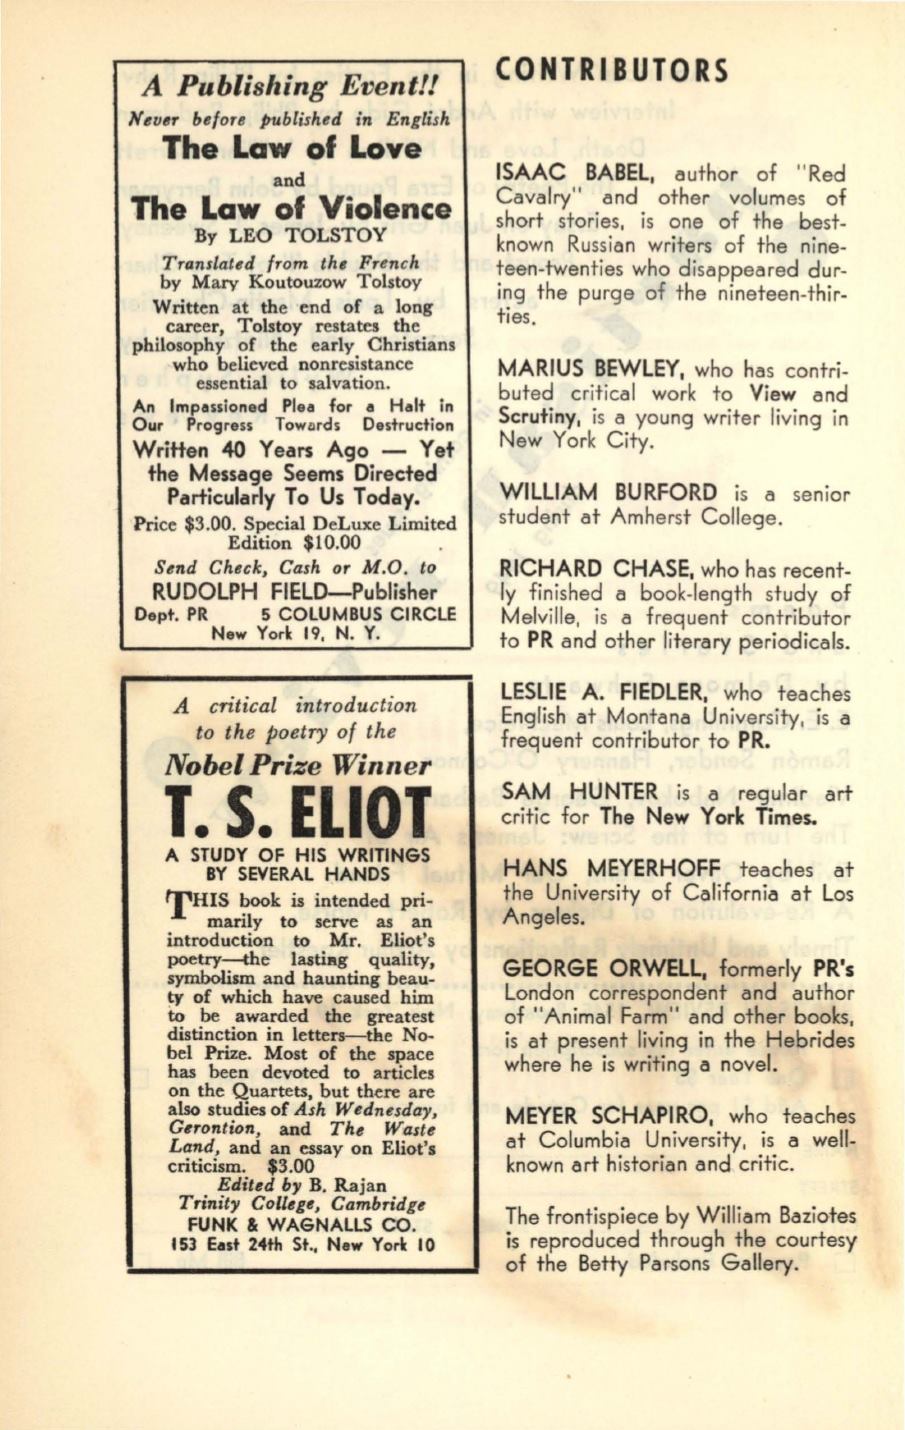 A Publishing Event!!
Never before published in English
The Law of Love
and
The Law of Violence
By LEO TOLSTOY
Translated from the French
by Mary Koutouzow Tolstoy
Written at the end of a long
career, Tolstoy restates the
philosophy of the early Christians
who believed nonresistance
essential to salvation.
An Impassioned Plea for a Halt in
Our Progress Towards Destruction
Written 40 Years Ago — Yet
the Message Seems Directed
Particularly To Us Today.
Price $3.00. Special DeLuxe Limited
Edition $10.00
Send Check, Cash or M.O. to
RUDOLPH FIELD—Publisher
Dept. PR 5 COLUMBUS CIRCLE
New York 19, N. Y.
A critical introduction
to the poetry of the
Nobel Prize Winner
T. S. ELIOT
A STUDY OF HIS WRITINGS
BY SEVERAL HANDS
THIS book is intended pri-
marily to serve as an
introduction to Mr. Eliot's
poetry—the lasting quality,
symbolism and haunting beau-
ty of which have caused him
to be awarded the greatest
distinction in letters—the No-
bel Prize. Most of the space
has been devoted to articles
on the Quartets, but there are
also studies of Ash Wednesday,
Gerontion, and The Waste
Land, and an essay on Eliot's
criticism. $3.00
Edited by B. Rajan
Trinity College, Cambridge
FUNK & WAGNALLS CO.
153 East 24th St., New York 10
CONTRIBUTORS
ISAAC BABEL, author of "Red
Cavalry" and other volumes of
short stories, is one of the best-
known Russian writers of the nine-
teen-twenties who disappeared dur-
ing the purge of the nineteen-thir-
ties.
MARIUS BEWLEY, who has contri-
buted critical work to View and
Scrutiny, is a young writer living in
New York City.
WILLIAM BURFORD is a senior
student at Amherst College.
RICHARD CHASE, who has recent-
ly finished a book-length study of
Melville, is a frequent contributor
to PR and other literary periodicals.
LESLIE A. FIEDLER, who teaches
English at Montana University, is a
frequent contributor to PR.
SAM HUNTER is a regular art
critic for The New York Times.
HANS MEYERHOFF teaches at
the University of California at Los
Angeles.
GEORGE ORWELL, formerly PR's
London correspondent and author
of "Animal Farm" and other books,
is at present living in the Hebrides
where he is writing a novel.
MEYER SCHAPIRO, who teaches
at Columbia University, is a well-
known art historian and critic.
The frontispiece by William Baziotes
is reproduced through the courtesy
of the Betty Parsons Gallery.